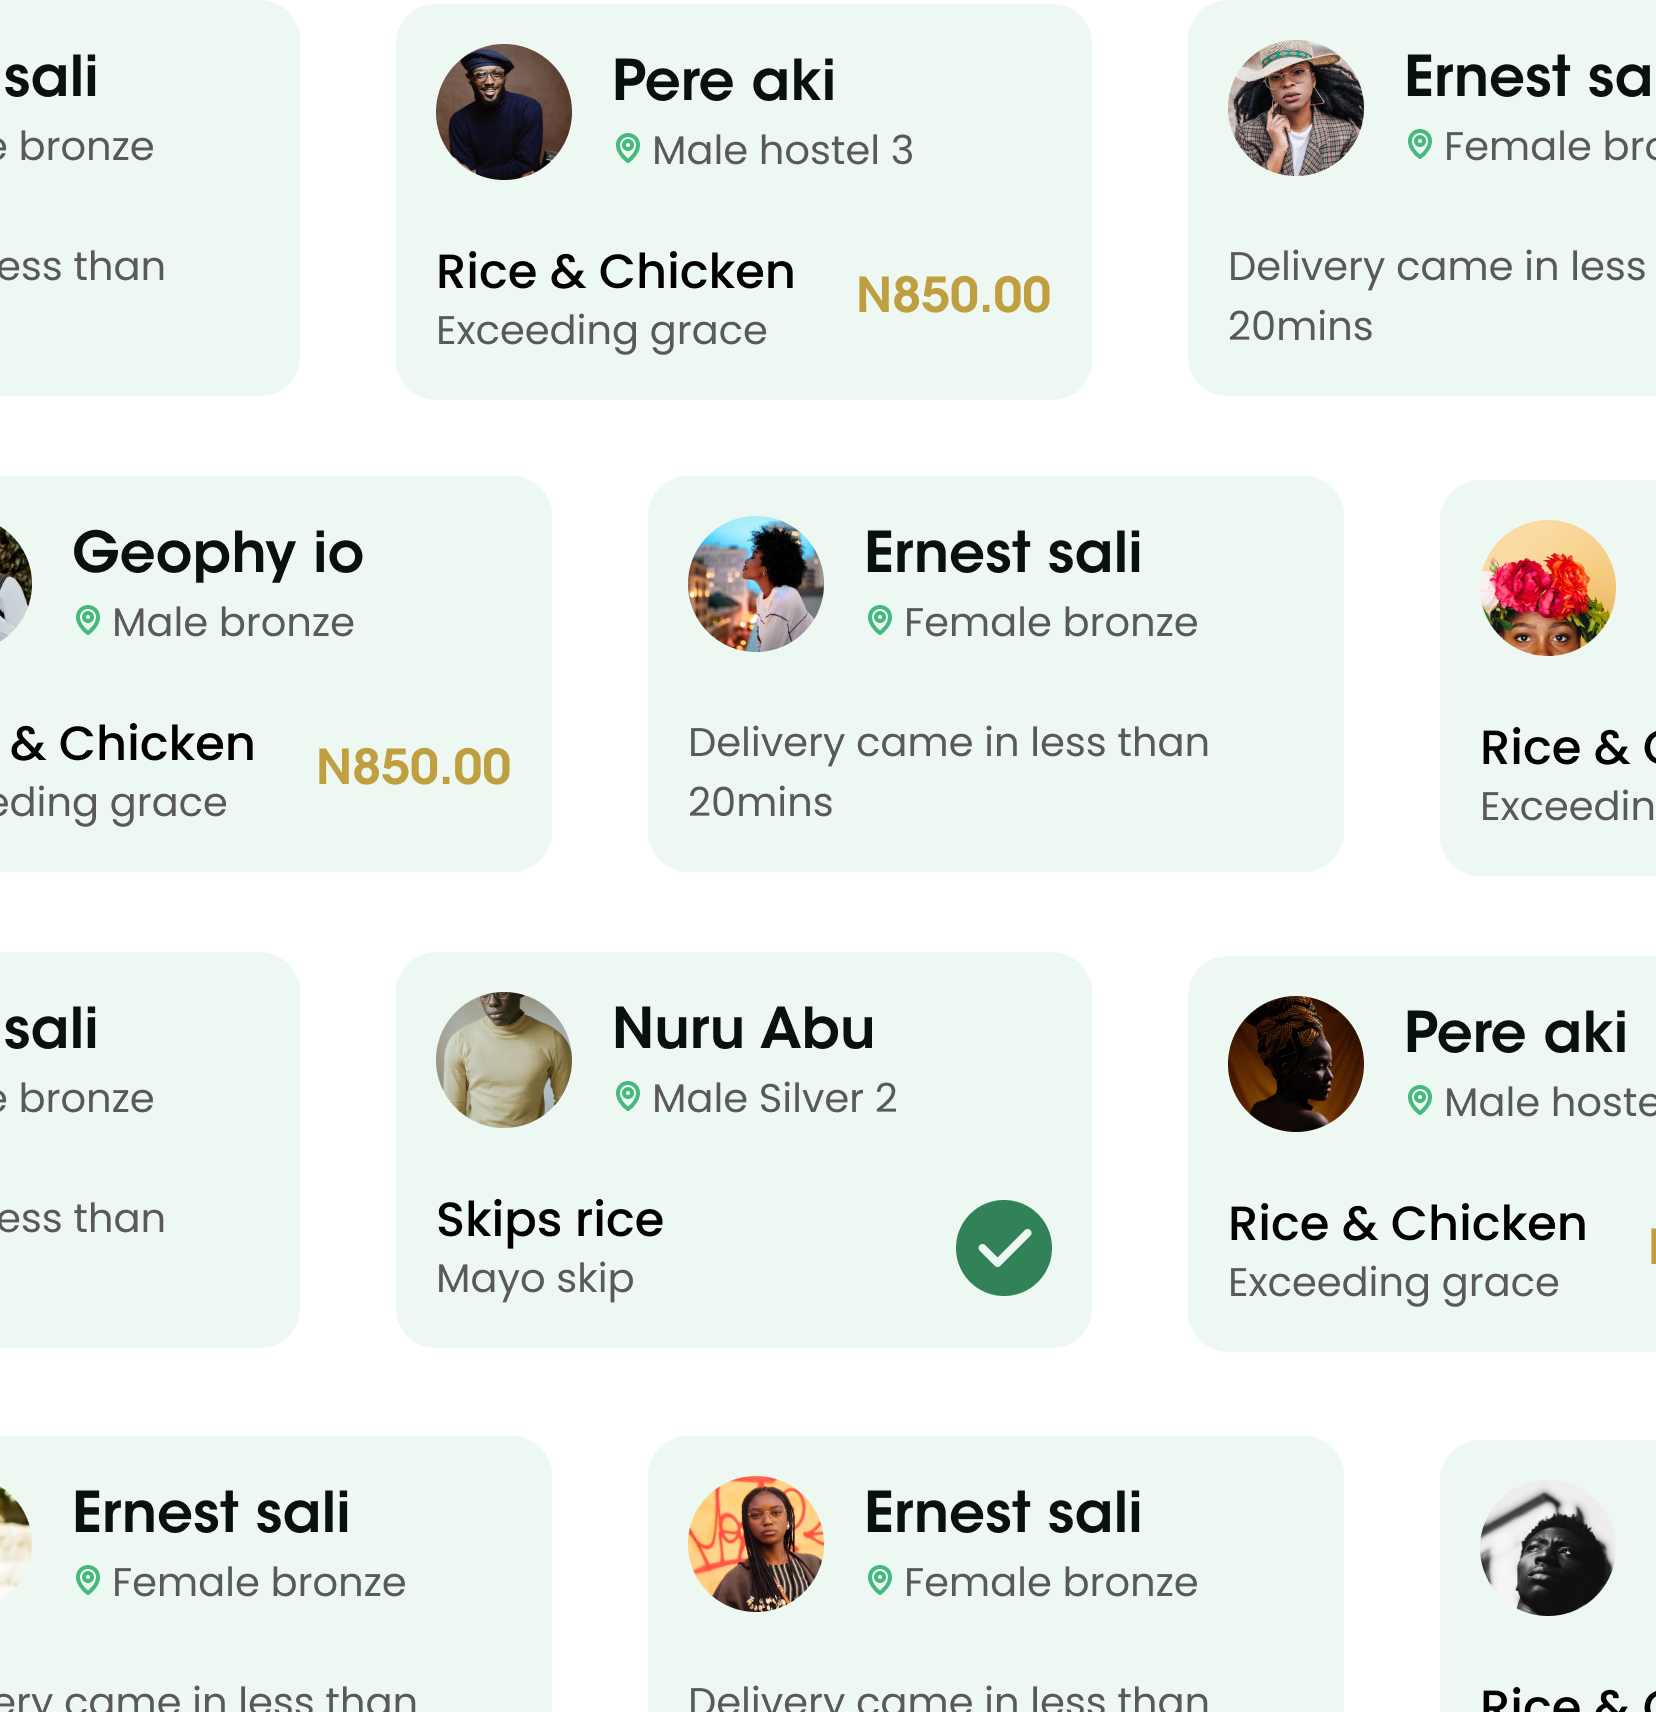 sali
bronze
less than
Pere aki
Male hostel 3
Rice & Chicken
N850.00
Exceeding grace
Ernest sa
Female bro
Delivery came in less
20mins
Geophy io
Male bronze
& Chicken
N850.00
eding grace
Ernest sali
Female bronze
Delivery came in less than
20mins
Rice &
Exceedin
sali
bronze
ess than
Nuru Abu
Male Silver 2
Skips rice
Mayo skip
Pere aki
Male hoste
Rice & Chicken
Exceeding grace
Ernest sali
Female bronze
ery came in less than
Ernest sali
Female bronze
Delivery came in less than
Rice &